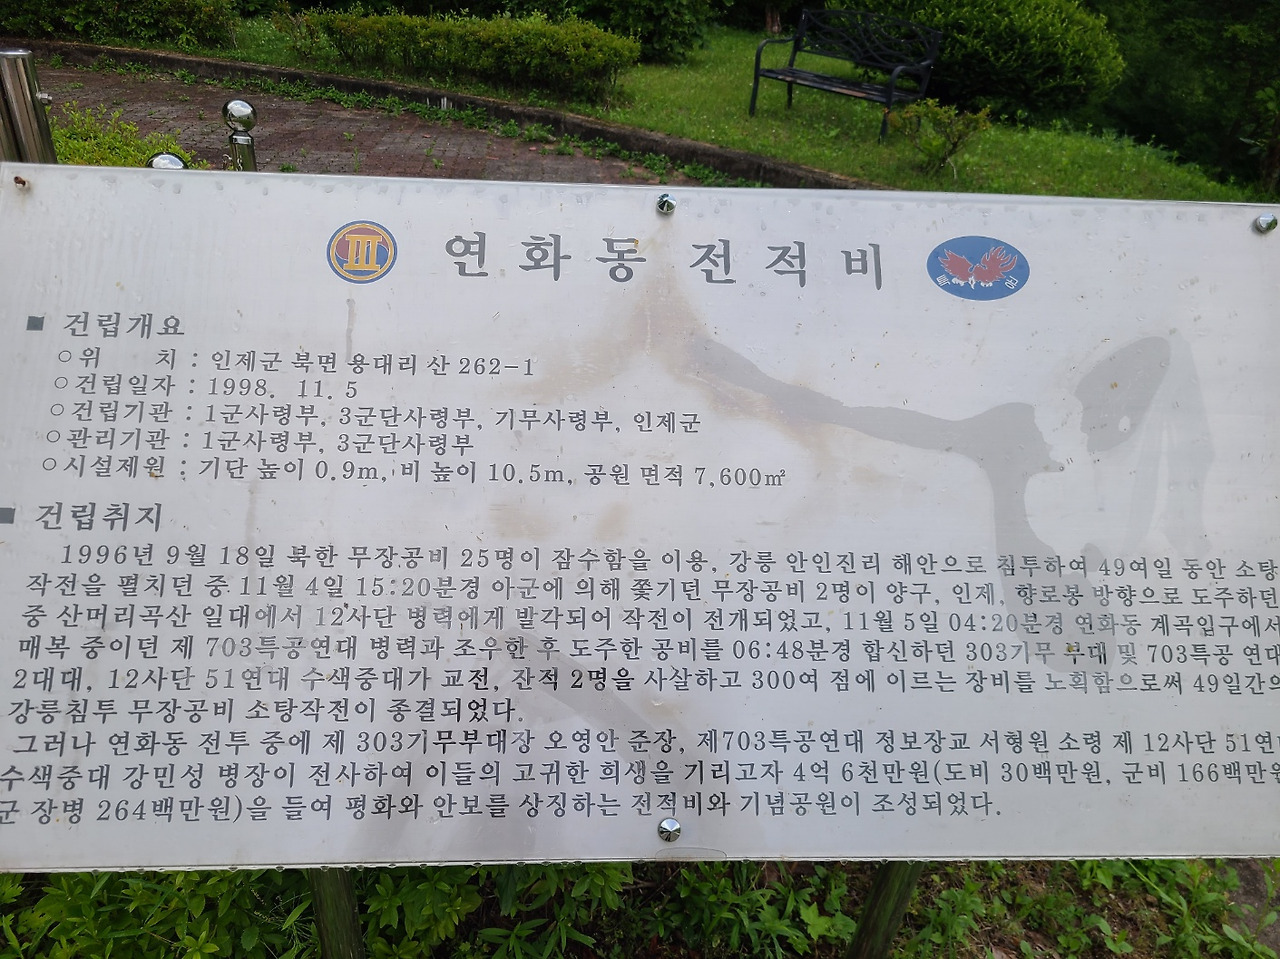 연화동 전적비
■ 건립개요
○ 위 치 : 인제군 북면 용대리 산 262-1
○ 건립일자 : 1998. 11. 5
○ 건립기관 : 1군사령부, 3군단사령부, 기무사령부, 인제군
○ 관리기관 : 1군사령부, 3군단사령부
○ 시설제원 : 기단 높이 0.9m, 비 높이 10.5m, 공원 면적 7,600㎡
■ 건립취지
1996년 9월 18일 북한 무장공비 25명이 잠수함을 이용, 강릉 안인진리 해안으로 침투하여 49여일 동안 소탕
작전을 펼치던 중 11월 4일 15:20분경 아군에 의해 쫓기던 무장공비 2명이 양구, 인제, 향로봉 방향으로 도주하던
중 산머리곡산 일대에서 12사단 병력에게 발각되어 작전이 전개되었고, 11월 5일 04:20분경 연화동 계곡입구에서
매복 중이던 제 703특공연대 병력과 조우한 후 도주한 공비를 06:48분경 합신하던 303기무 부대 및 703특공 연대
2대대, 12사단 51연대 수색중대가 교전, 잔적 2명을 사살하고 300여 점에 이르는 장비를 노획함으로써 49일간의
강릉침투 무장공비 소탕작전이 종결되었다.
그러나 연화동 전투 중에 제 303기무부대장 오영안 준장, 제703특공연대 정보장교 서형원 소령 제 12사단 51연대
수색중대 강민성 병장이 전사하여 이들의 고귀한 희생을 기리고자 4억 6천만원(도비 30백만원, 군비 166백만원
군 장병 264백만원)을 들여 평화와 안보를 상징하는 전적비와 기념공원이 조성되었다.